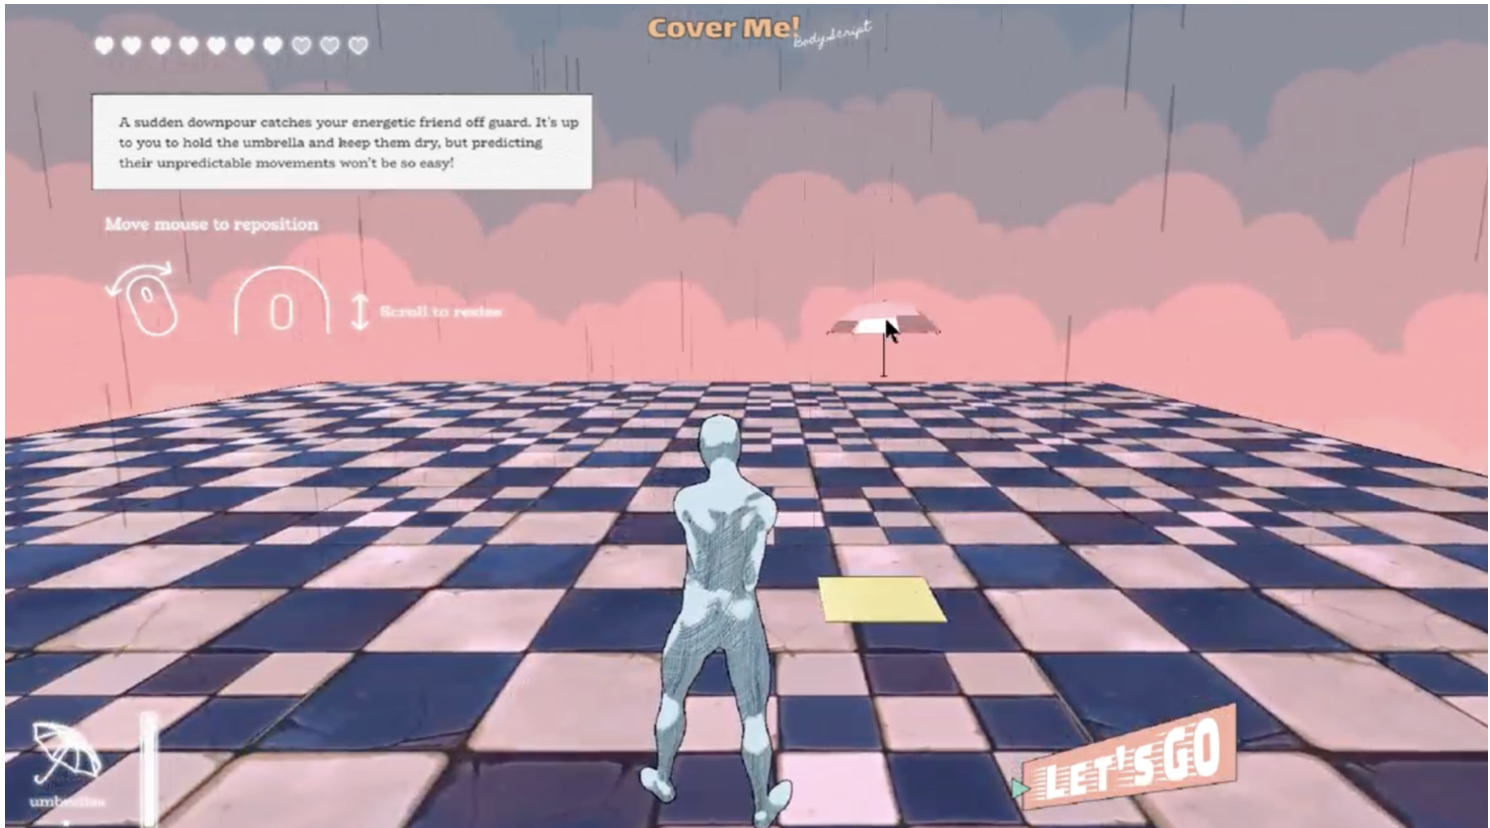 Cover Me!
BodyScript
A sudden downpour catches your energetic friend off guard. It's up
to you to hold the umbrella and keep them dry, but predicting
their unpredictable movements won't be so easy!
Move mouse to reposition
Scroll to resize
LET'S GO
umbrellas